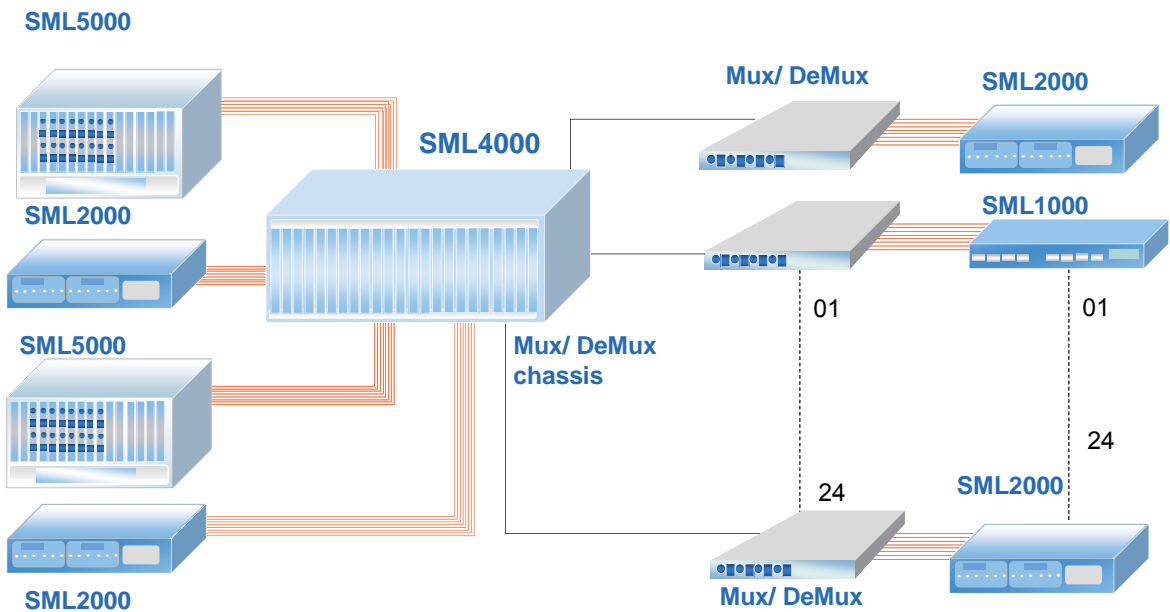 SML5000
Mux/ DeMux
SML2000
SML4000
SML2000
SML1000
01
01
SML5000
Mux/ DeMux
chassis
24
24
SML2000
SML2000
Mux/ DeMux